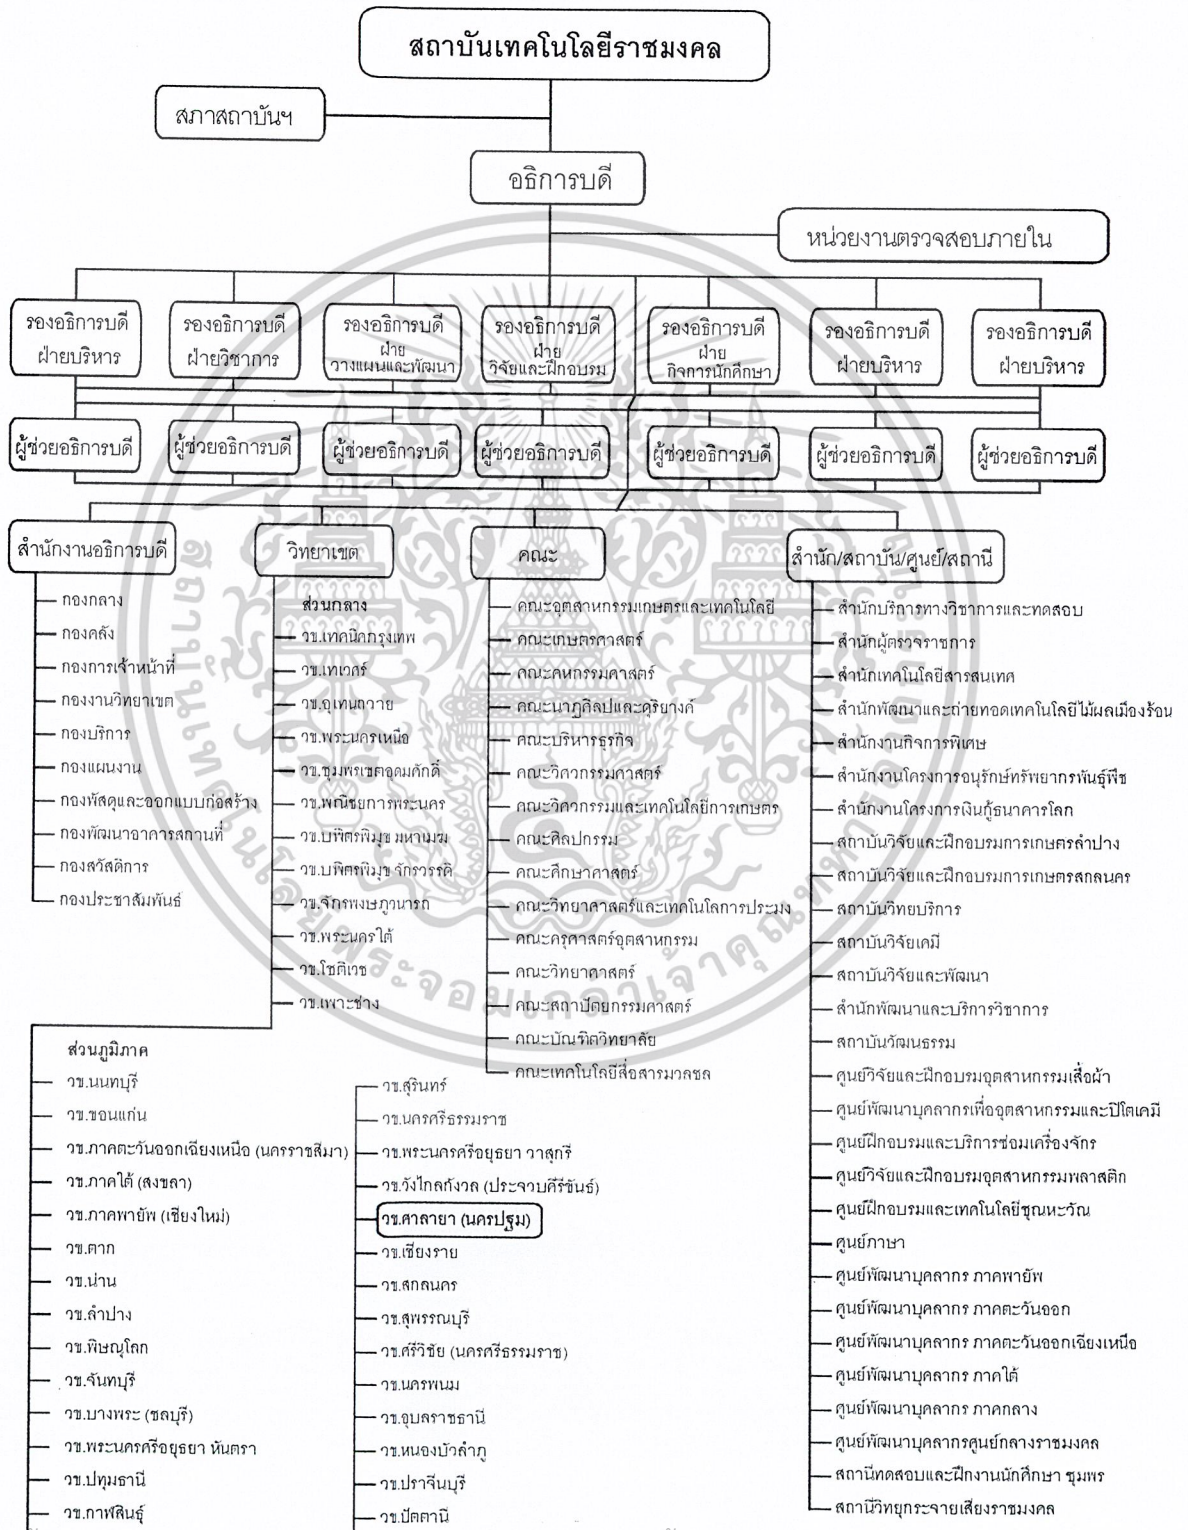 สถาบันเทคโนโลยีราชมงคล
สภาสถาบันฯ
อธิการบดี
หน่วยงานตรวจสอบภายใน
รองอธิการบดี
ฝ่ายบริหาร
รองอธิการบดี
ฝ่ายวิชาการ
รองอธิการบดี
ฝ่าย
วางแผนและพัฒนา
รองอธิการบดี
ฝ่าย
วิจัยและฝึกอบรม
รองอธิการบดี
ฝ่าย
กิจการนักศึกษา
รองอธิการบดี
ฝ่ายบริหาร
รองอธิการบดี
ฝ่ายบริหาร
ผู้ช่วยอธิการบดี
ผู้ช่วยอธิการบดี
ผู้ช่วยอธิการบดี
ผู้ช่วยอธิการบดี
ผู้ช่วยอธิการบดี
ผู้ช่วยอธิการบดี
ผู้ช่วยอธิการบดี
สำนักงานอธิการบดี
กองกลาง
กองคลัง
กองการเจ้าหน้าที่
กองงานวิทยาเขต
กองบริการ
กองแผนงาน
กองพัสดุและออกแบบก่อสร้าง
กองพัฒนาอาคารสถานที่
กองสวัสดิการ
กองประชาสัมพันธ์
วิทยาเขต
ส่วนกลาง
วข.เทคนิคกรุงเทพ
วข.เทเวศร์
วข.อุเทนถวาย
วข.พระนครเหนือ
วข.ชุมพรเขตอุดมศักดิ์
วข.พณิชยการพระนคร
วข.บพิตรพิมุข มหาเมฆ
วข.บพิตรพิมุข จักรวรรดิ
วข.จักรพงษภูวนารถ
วข.พระนครใต้
วข.โชติเวช
วข.เพาะช่าง
ส่วนภูมิภาค
วข.นนทบุรี
วข.ขอนแก่น
วข.ภาคตะวันออกเฉียงเหนือ (นครราชสีมา)
วข.ภาคใต้ (สงขลา)
วข.ภาคพายัพ (เชียงใหม่)
วข.ตาก
วข.น่าน
วข.ลำปาง
วข.พิษณุโลก
วข.จันทบุรี
วข.บางพระ (ชลบุรี)
วข.พระนครศรีอยุธยา หันตรา
วข.ปทุมธานี
วข.กาฬสินธุ์
วข.สุรินทร์
วข.นครศรีธรรมราช
วข.พระนครศรีอยุธยา วาสุกรี
วข.วังไกลกังวล (ประจวบคีรีขันธ์)
วข.ศาลายา (นครปฐม)
วข.เชียงราย
วข.สกลนคร
วข.สุพรรณบุรี
วข.ศรีวิชัย (นครศรีธรรมราช)
วข.นครพนม
วข.อุบลราชธานี
วข.หนองบัวลำภู
วข.ปราจีนบุรี
วข.ปัตตานี
คณะ
คณะอุตสาหกรรมเกษตรและเทคโนโลยี
คณะเกษตรศาสตร์
คณะคหกรรมศาสตร์
คณะนาฏศิลปและดุริยางค์
คณะบริหารธุรกิจ
คณะวิศวกรรมศาสตร์
คณะวิศวกรรมและเทคโนโลยีการเกษตร
คณะศิลปกรรม
คณะศึกษาศาสตร์
คณะวิทยาศาสตร์และเทคโนโลการประมง
คณะครุศาสตร์อุตสาหกรรม
คณะวิทยาศาสตร์
คณะสถาปัตยกรรมศาสตร์
คณะบัณฑิตวิทยาลัย
คณะเทคโนโลยีสื่อสารมวลชล
สำนัก/สถาบัน/ศูนย์/สถานี
สำนักบริการทางวิชาการและทดสอบ
สำนักผู้ตรวจราชการ
สำนักเทคโนโลยีสารสนเทศ
สำนักพัฒนาและถ่ายทอดเทคโนโลยีไม้ผลเมืองร้อน
สำนักงานกิจการพิเศษ
สำนักงานโครงการอนุรักษ์ทรัพยากรพันธุ์พืช
สำนักงานโครงการเงินกู้ธนาคารโลก
สถาบันวิจัยและฝึกอบรมการเกษตรลำปาง
สถาบันวิจัยและฝึกอบรมการเกษตรสกลนคร
สถาบันวิทยบริการ
สถาบันวิจัยเคมี
สถาบันวิจัยและพัฒนา
สำนักพัฒนาและบริการวิชาการ
สถาบันวัฒนธรรม
ศูนย์วิจัยและฝึกอบรมอุตสาหกรรมเสื้อผ้า
ศูนย์พัฒนาบุคลากรเพื่ออุตสาหกรรมและปิโตเคมี
ศูนย์ฝึกอบรมและบริการซ่อมเครื่องจักร
ศูนย์วิจัยและฝึกอบรมอุตสาหกรรมพลาสติก
ศูนย์ฝึกอบรมและเทคโนโลยีชุณหะวัณ
ศูนย์ภาษา
ศูนย์พัฒนาบุคลากร ภาคพายัพ
ศูนย์พัฒนาบุคลากร ภาคตะวันออก
ศูนย์พัฒนาบุคลากร ภาคตะวันออกเฉียงเหนือ
ศูนย์พัฒนาบุคลากร ภาคใต้
ศูนย์พัฒนาบุคลากร ภาคกลาง
ศูนย์พัฒนาบุคลากรศูนย์กลางราชมงคล
สถานีทดสอบและฝึกงานนักศึกษา ชุมพร
สถานีวิทยุกระจายเสียงราชมงคล